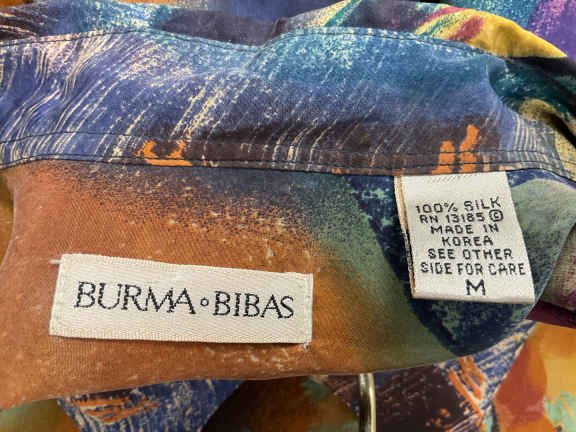 BURMA∘BIBAS
100% SILK
RN 13185 ©
MADE IN
KOREA
SEE OTHER
SIDE FOR CARE
M